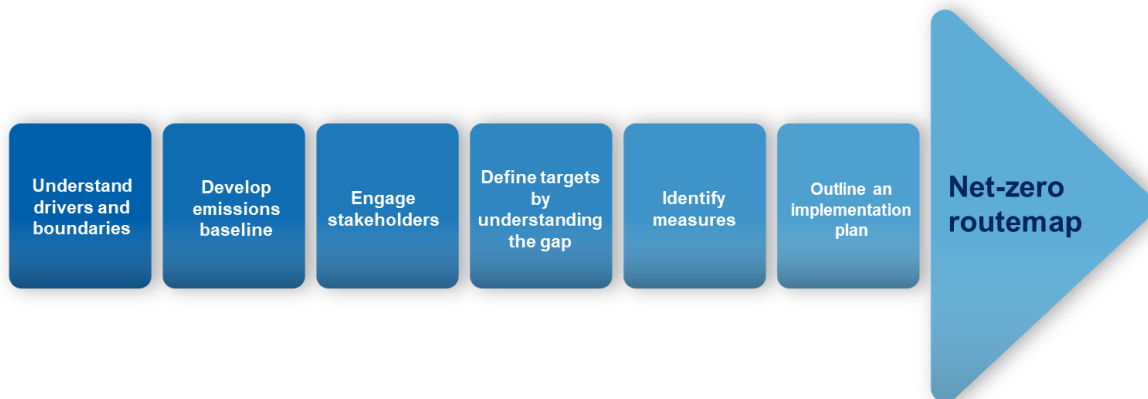 Understand
drivers and
boundaries
Develop
emissions
baseline
Engage
stakeholders
Define targets
by
understanding
the gap
Identify
measures
Outline an
implementation
plan
Net-zero
routemap